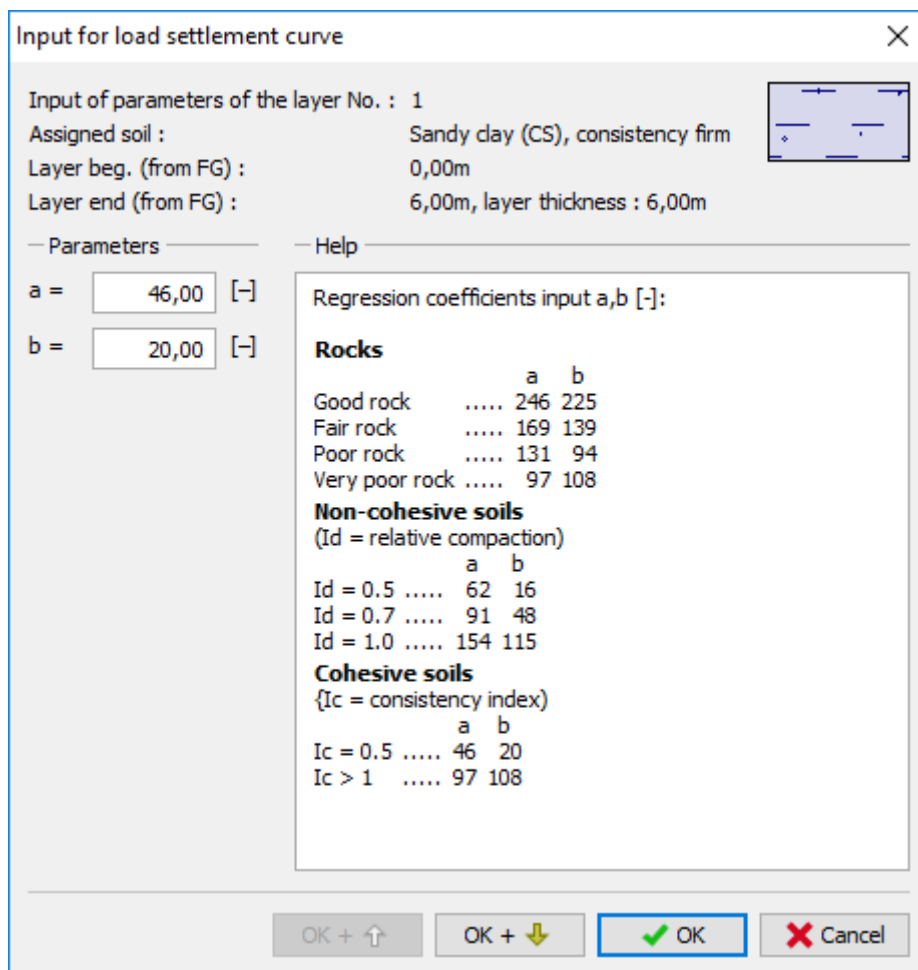 Input for load settlement curve
Input of parameters of the layer No. : 1
Assigned soil : Sandy clay (CS), consistency firm
Layer beg. (from FG) : 0,00m
Layer end (from FG) : 6,00m, layer thickness : 6,00m
Parameters
a = 46,00 [–]
b = 20,00 [–]
Help
Regression coefficients input a,b [-]:
Rocks
a b
Good rock ..... 246 225
Fair rock ..... 169 139
Poor rock ..... 131 94
Very poor rock ..... 97 108
Non-cohesive soils
(Id = relative compaction)
a b
Id = 0.5 ..... 62 16
Id = 0.7 ..... 91 48
Id = 1.0 ..... 154 115
Cohesive soils
{Ic = consistency index)
a b
Ic = 0.5 ..... 46 20
Ic > 1 ..... 97 108
OK +
OK +
OK
Cancel